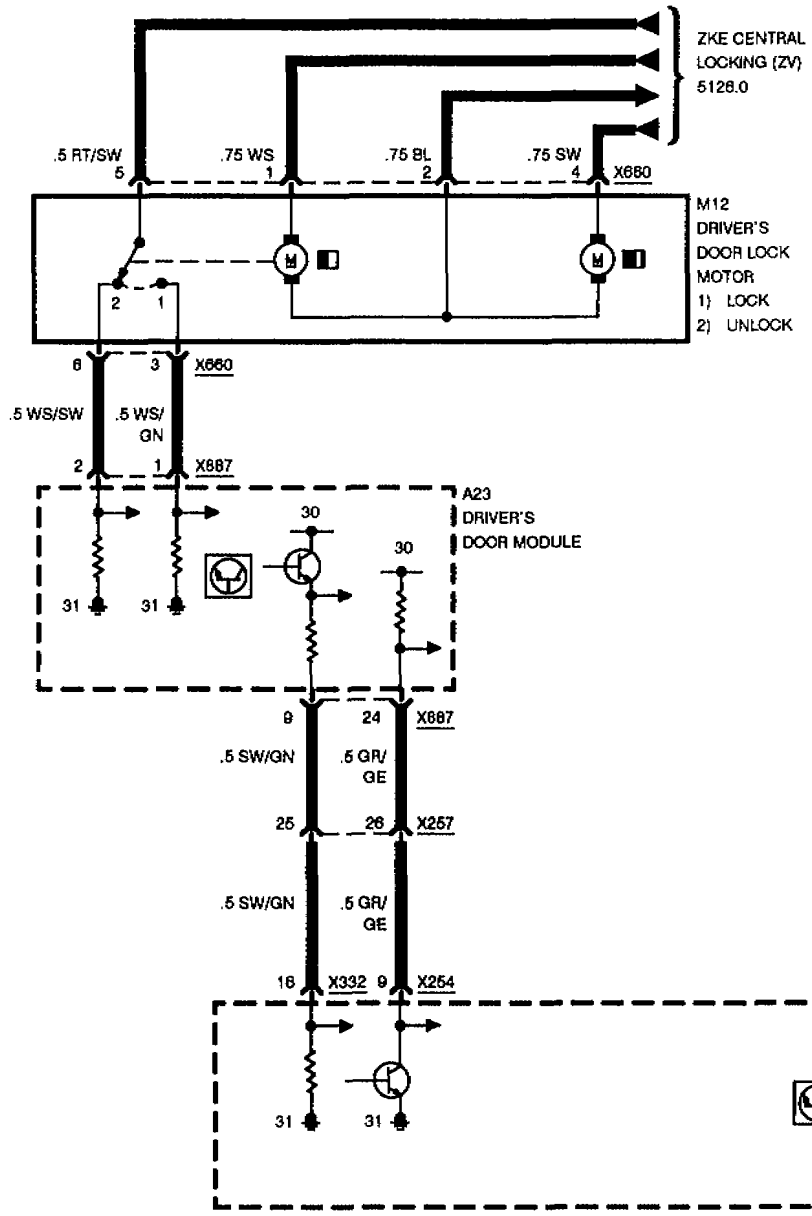 ZKE CENTRAL
LOCKING (ZV)
5126.0
.5 RT/SW
.75 WS
.75 BL
.75 SW
5
1
2
4
X660
M12
DRIVER'S
DOOR LOCK
MOTOR
1) LOCK
2) UNLOCK
M
M
2
1
6
3
X660
.5 WS/SW
.5 WS/
GN
2
1
X687
A23
DRIVER'S
DOOR MODULE
30
30
31
31
9
24
X687
.5 SW/GN
.5 GR/
GE
25
26
X257
.5 SW/GN
.5 GR/
GE
X332
9
X254
31
31